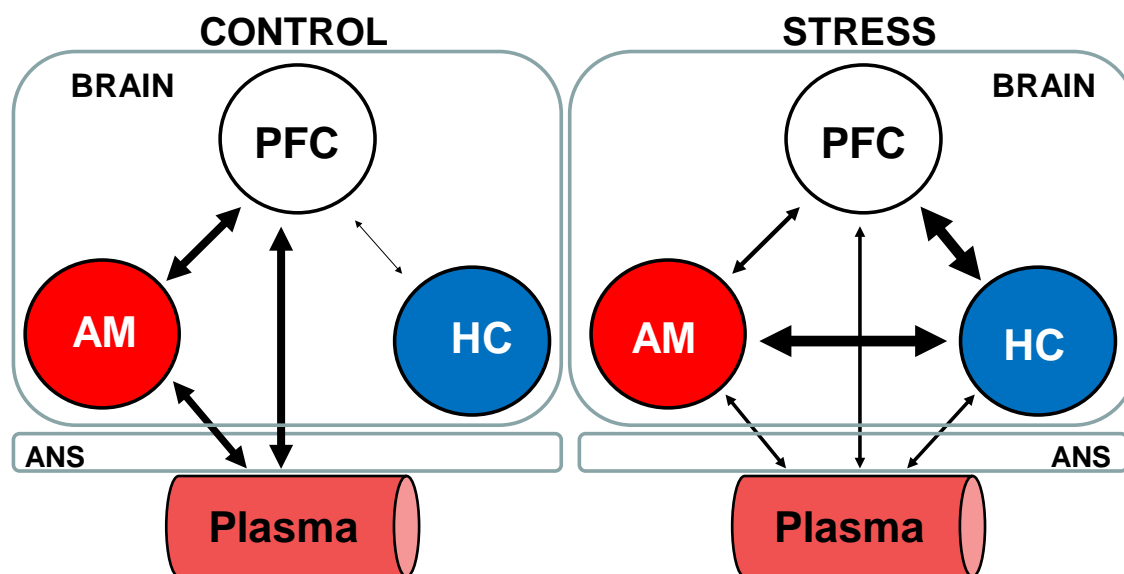 CONTROL
BRAIN
PFC
AM
HC
ANS
Plasma
STRESS
BRAIN
PFC
AM
HC
ANS
Plasma